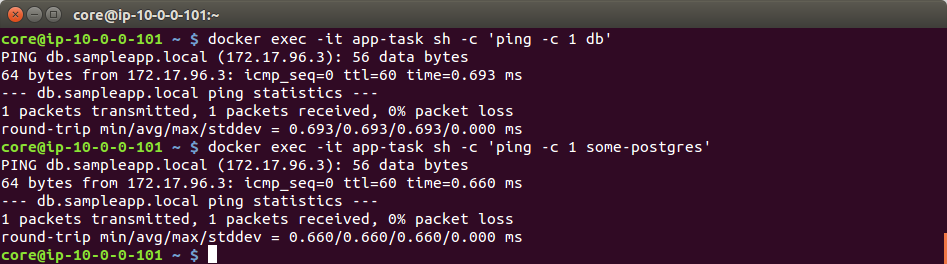 core@ip-10-0-0-101:~
core@ip-10-0-0-101 ~ $ docker exec -it app-task sh -c 'ping -c 1 db'
PING db.sampleapp.local (172.17.96.3): 56 data bytes
64 bytes from 172.17.96.3: icmp_seq=0 ttl=60 time=0.693 ms
--- db.sampleapp.local ping statistics ---
1 packets transmitted, 1 packets received, 0% packet loss
round-trip min/avg/max/stddev = 0.693/0.693/0.693/0.000 ms
core@ip-10-0-0-101 ~ $ docker exec -it app-task sh -c 'ping -c 1 some-postgres'
PING db.sampleapp.local (172.17.96.3): 56 data bytes
64 bytes from 172.17.96.3: icmp_seq=0 ttl=60 time=0.660 ms
--- db.sampleapp.local ping statistics ---
1 packets transmitted, 1 packets received, 0% packet loss
round-trip min/avg/max/stddev = 0.660/0.660/0.660/0.000 ms
core@ip-10-0-0-101 ~ $